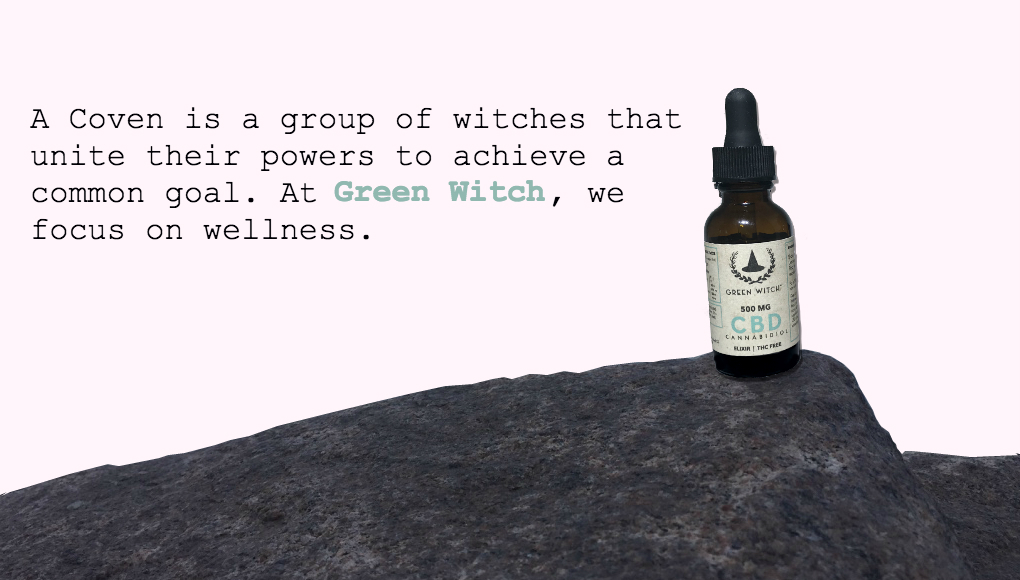 A Coven is a group of witches that
unite their powers to achieve a
common goal. At Green Witch, we
focus on wellness.
GREEN WITCH
500 MG
CBD
CANNABIDIOL
ELIXIR | THC FREE